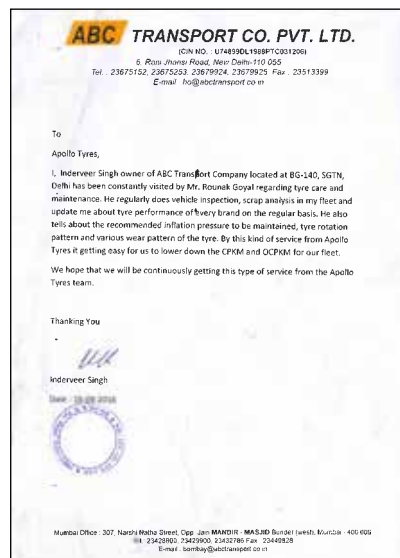 ABC TRANSPORT CO. PVT. LTD.
(CIN NO. : U74899DL1988PTC031206)
6, Rani Jhansi Road, New Delhi-110 055
Tel. : 23675152, 23675253, 23679924, 23679925 Fax : 23513399
E-mail : ho@abctransport.co.in
To
Apollo Tyres,
I, Inderveer Singh owner of ABC Transport Company located at BG-140, SGTN,
Delhi has been constantly visited by Mr. Rounak Goyal regarding tyre care and
maintenance. He regularly does vehicle inspection, scrap analysis in my fleet and
update me about tyre performance of every brand on the regular basis. He also
tells about the recommended inflation pressure to be maintained, tyre rotation
pattern and various wear pattern of the tyre. By this kind of service from Apollo
Tyres it getting easy for us to lower down the CPKM and OCPKM for our fleet.
We hope that we will be continuously getting this type of service from the Apollo
Tyres team.
Thanking You
Inderveer Singh
Date :
Mumbai Office : 307, Narshi Natha Street, Opp. Jain MANDIR - MASJID Bunder (west), Mumbai - 400 009
23428900, 23429900, 23432786 Fax : 23449828
E-mail : bombay@abctransport.co.in